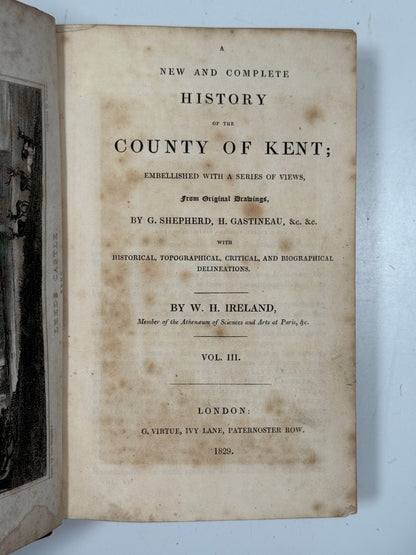 A
NEW AND COMPLETE
HISTORY
OF THE
COUNTY OF KENT;
EMBELLISHED WITH A SERIES OF VIEWS,
From Original Drawings,
BY G. SHEPHERD, H. GASTINEAU, &c. &c.
WITH
HISTORICAL, TOPOGRAPHICAL, CRITICAL, AND BIOGRAPHICAL
DELINEATIONS.
BY W. H. IRELAND,
Member of the Athenæum of Sciences and Arts at Paris, &c.
VOL. III.
LONDON:
G. VIRTUE, IVY LANE, PATERNOSTER ROW.
1829.